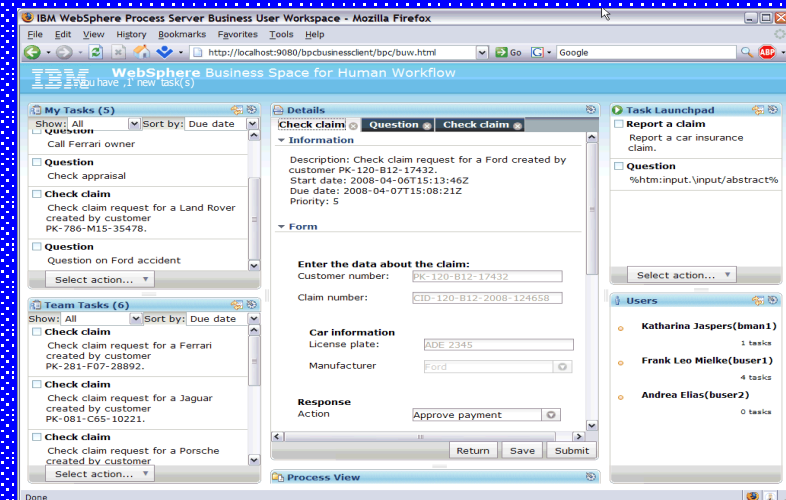 IBM WebSphere Process Server Business User Workspace - Mozilla Firefox
File Edit View History Bookmarks Favorites Tools Help
http://localhost:9080/bpcbusinessclient/bpc/buw.html Go G Google ABP
IBM WebSphere Business Space for Human Workflow
You have ,1' new task(s)
My Tasks (5)
Show: All Sort by: Due date
Question
Call Ferrari owner
Question
Check appraisal
Check claim
Check claim request for a Land Rover
created by customer
PK-786-M15-35478.
Question
Question on Ford accident
Select action...
Team Tasks (6)
Show: All Sort by: Due date
Check claim
Check claim request for a Ferrari
created by customer
PK-281-F07-28892.
Check claim
Check claim request for a Jaguar
created by customer
PK-081-C65-10221.
Check claim
Check claim request for a Porsche
created by customer
Select action...
Details
Check claim Question Check claim
Information
Description: Check claim request for a Ford created by
customer PK-120-B12-17432.
Start date: 2008-04-06T15:13:46Z
Due date: 2008-04-07T15:08:21Z
Priority: 5
Form
Enter the data about the claim:
Customer number: PK-120-B12-17432
Claim number: CID-120-B12-2008-124658
Car information
License plate: ADE 2345
Manufacturer Ford
Response
Action Approve payment
Return Save Submit
Process View
Task Launchpad
Report a claim
Report a car insurance
claim.
Question
%htm:input.\input/abstract%
Select action...
Users
Katharina Jaspers(bman1)
1 tasks
Frank Leo Mielke(buser1)
4 tasks
Andrea Elias(buser2)
0 tasks
Done